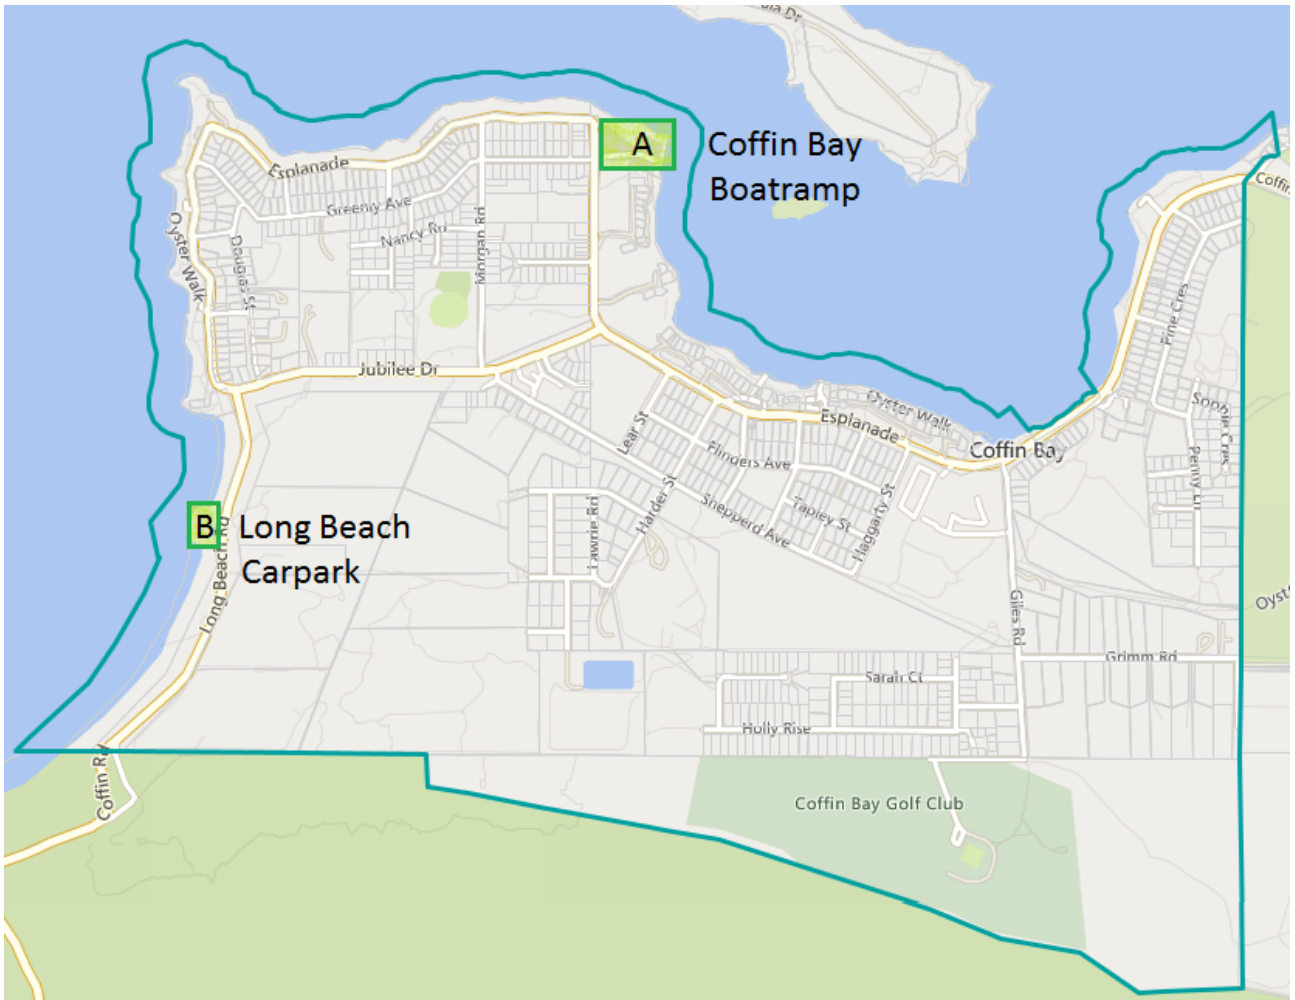 Dr
A
Coffin Bay
Boatramp
Esplanade
Greenly Ave
Nancy Rd
Morgan Rd
Oyster Walk
Douglas St
Jubilee Dr
Pine Cres
Sophie Cres
Penny Ln
Oyster Walk
Esplanade
Coffin Bay
Lear St
Flinders Ave
Harder St
Shepperd Ave
Tapley St
Haggarty St
Lawrie Rd
B
Long Beach
Carpark
Long Beach Rd
Giles Rd
Grimm Rd
Sarah Ct
Holly Rise
Coffin Rd
Coffin Bay Golf Club
Coffin
Oyst